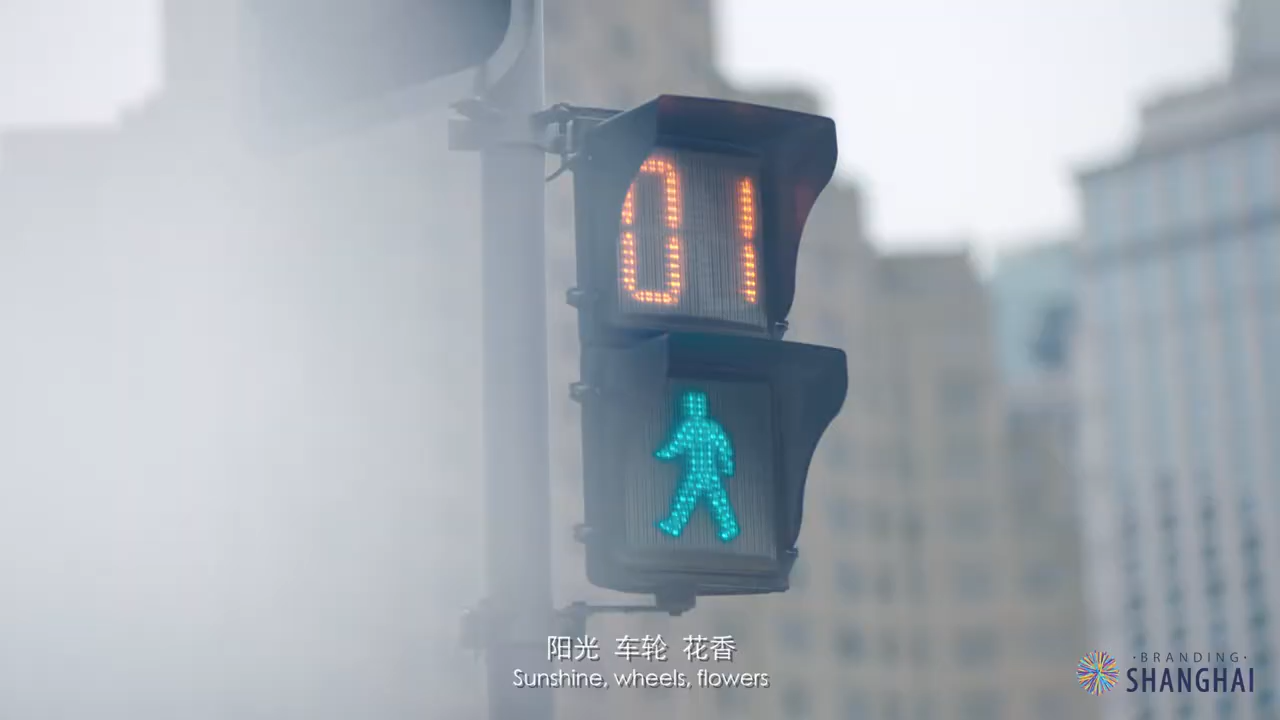 01
阳光 车轮 花香
Sunshine, wheels, flowers
·BRANDING·
SHANGHAI